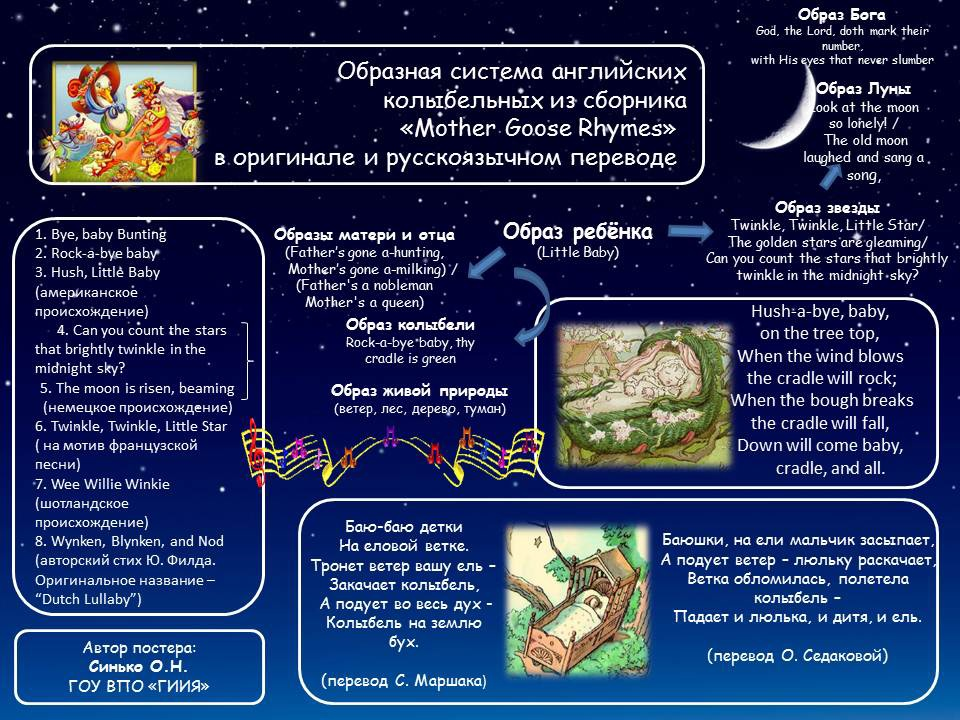 Образная система английских
колыбельных из сборника
«Mother Goose Rhymes»
в оригинале и русскоязычном переводе
Образ Бога
God, the Lord, doth mark their
number,
with His eyes that never slumber
Образ Луны
Look at the moon
so lonely! /
The old moon
laughed and sang a
song,
Образ звезды
Twinkle, Twinkle, Little Star/
The golden stars are gleaming/
Can you count the stars that brightly
twinkle in the midnight sky?
Образ ребёнка
(Little Baby)
Образы матери и отца
(Father's gone a-hunting,
Mother's gone a-milking) /
(Father's a nobleman
Mother's a queen)
Образ колыбели
Rock-a-bye baby, thy
cradle is green
Образ живой природы
(ветер, лес, дерево, туман)
1. Bye, baby Bunting
2. Rock-a-bye baby
3. Hush, Little Baby
(американское
происхождение)
4. Can you count the stars
that brightly twinkle in the
midnight sky?
5. The moon is risen, beaming
(немецкое происхождение)
6. Twinkle, Twinkle, Little Star
( на мотив французской
песни)
7. Wee Willie Winkie
(шотландское
происхождение)
8. Wynken, Blynken, and Nod
(авторский стих Ю. Филда.
Оригинальное название –
“Dutch Lullaby”)
Hush-a-bye, baby,
on the tree top,
When the wind blows
the cradle will rock;
When the bough breaks
the cradle will fall,
Down will come baby,
cradle, and all.
Баю-баю детки
На еловой ветке.
Тронет ветер вашу ель –
Закачает колыбель,
А подует во весь дух -
Колыбель на землю
бух.
(перевод С. Маршака)
Баюшки, на ели мальчик засыпает,
А подует ветер – люльку раскачает,
Ветка обломилась, полетела
колыбель –
Падает и люлька, и дитя, и ель.
(перевод О. Седаковой)
Автор постера:
Синько О.Н.
ГОУ ВПО «ГИИЯ»